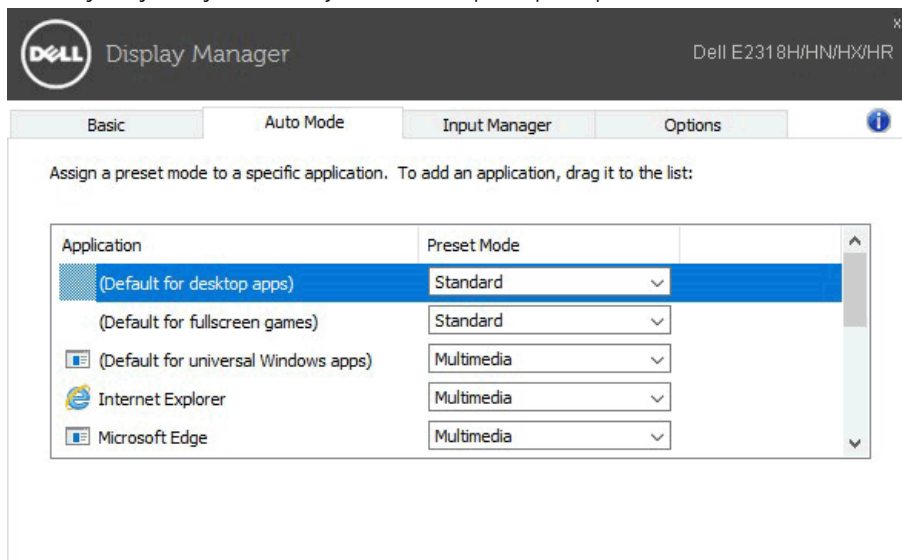 x
DELL Display Manager Dell E2318H/HN/HX/HR
Basic Auto Mode Input Manager Options i
Assign a preset mode to a specific application. To add an application, drag it to the list:
Application Preset Mode
(Default for desktop apps) Standard
(Default for fullscreen games) Standard
(Default for universal Windows apps) Multimedia
Internet Explorer Multimedia
Microsoft Edge Multimedia